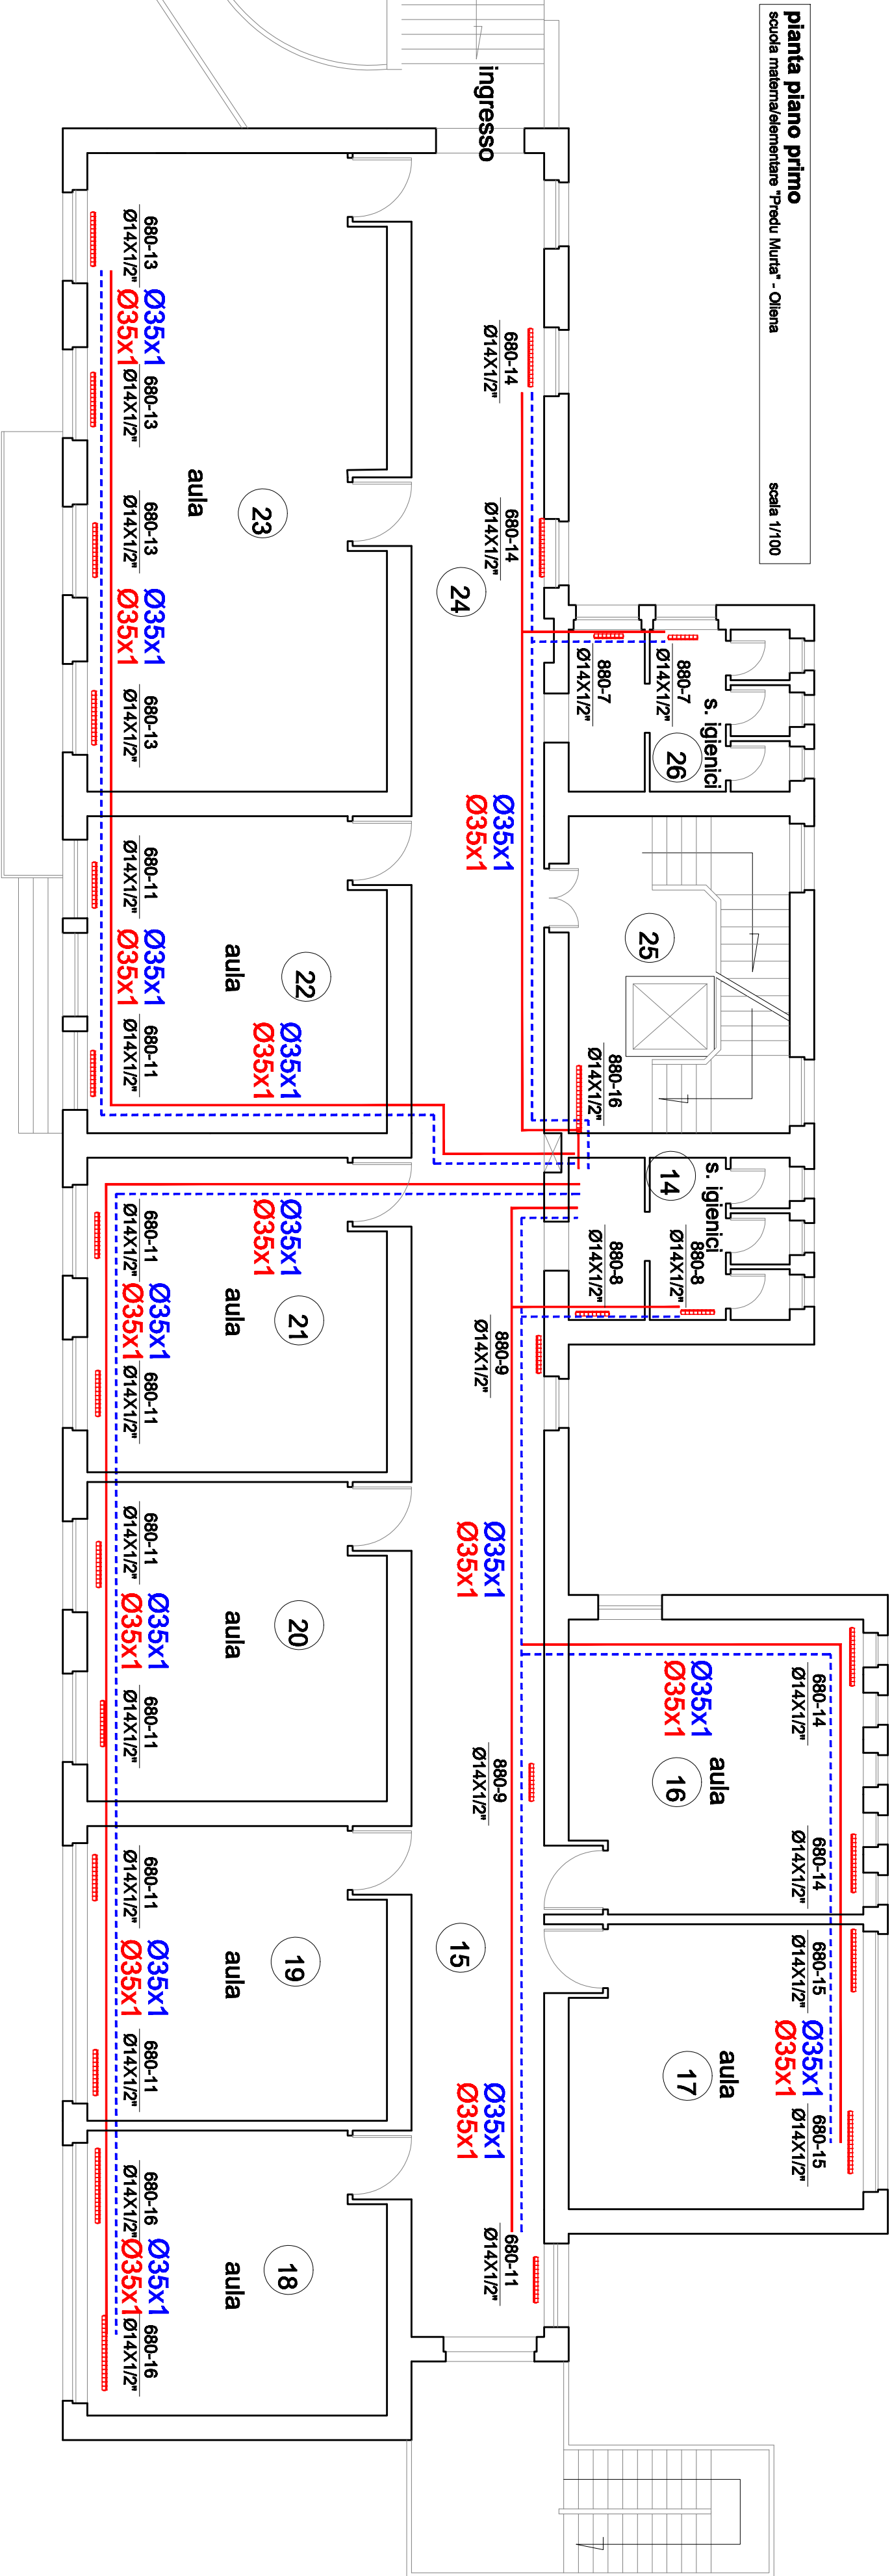 pianta piano primo
scuola materna/elementare "Predu Murta" - Oliena
scala 1/100
ingresso
680-14
Ø14X1/2"
680-14
Ø14X1/2"
24
880-7
Ø14X1/2"
880-7
Ø14X1/2"
s. igienici
26
Ø35x1
Ø35x1
25
880-16
Ø14X1/2"
s. igienici
14
880-8
Ø14X1/2"
880-8
Ø14X1/2"
880-9
Ø14X1/2"
Ø35x1
Ø35x1
680-14
Ø14X1/2"
Ø35x1
Ø35x1
aula
16
680-14
Ø14X1/2"
880-9
Ø14X1/2"
15
680-15
Ø14X1/2"
Ø35x1
Ø35x1
aula
17
680-15
Ø14X1/2"
Ø35x1
Ø35x1
680-11
Ø14X1/2"
680-13
Ø14X1/2"
Ø35x1
Ø35x1
680-13
Ø14X1/2"
aula
23
680-13
Ø14X1/2"
Ø35x1
Ø35x1
680-13
Ø14X1/2"
680-11
Ø14X1/2"
Ø35x1
Ø35x1
aula
22
680-11
Ø14X1/2"
Ø35x1
Ø35x1
680-11
Ø14X1/2"
Ø35x1
Ø35x1
Ø35x1
Ø35x1
aula
21
680-11
Ø14X1/2"
680-11
Ø14X1/2"
Ø35x1
Ø35x1
aula
20
680-11
Ø14X1/2"
680-11
Ø14X1/2"
Ø35x1
Ø35x1
aula
19
680-11
Ø14X1/2"
680-16
Ø14X1/2"
Ø35x1
Ø35x1
aula
18
680-16
Ø14X1/2"